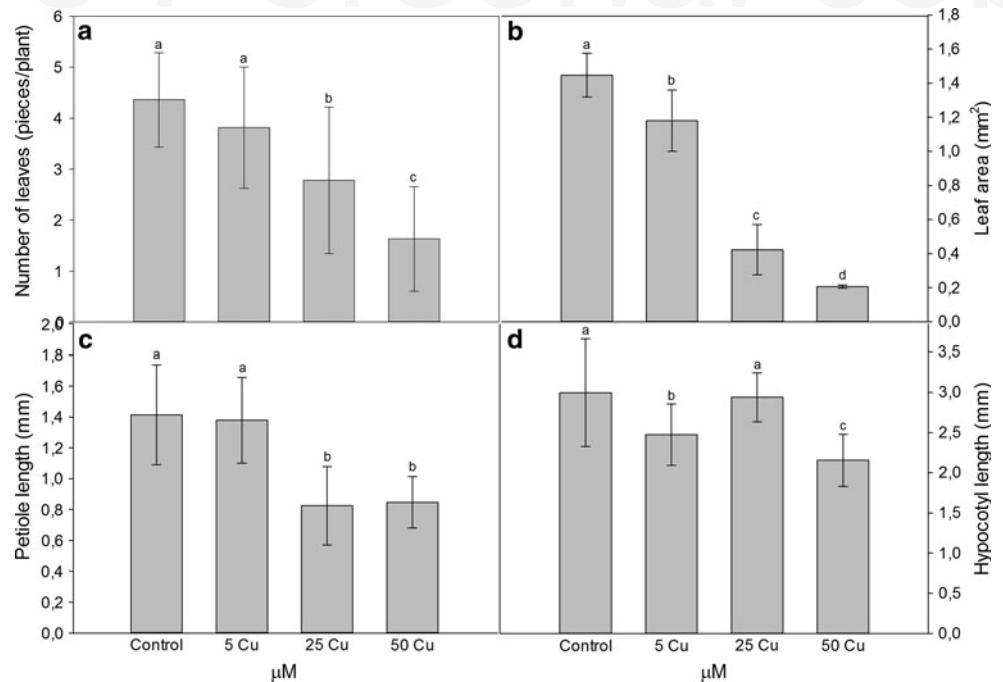 a
Number of leaves (pieces/plant)
6
5
4
3
2
1
0
a
a
b
c
b
Leaf area (mm²)
1,8
1,6
1,4
1,2
1,0
0,8
0,6
0,4
0,2
0,0
a
b
c
d
c
Petiole length (mm)
2,0
1,8
1,6
1,4
1,2
1,0
0,8
0,6
0,4
0,2
0,0
a
a
b
b
Control 5 Cu 25 Cu 50 Cu
μM
d
Hypocotyl length (mm)
3,5
3,0
2,5
2,0
1,5
1,0
0,5
0,0
a
b
a
c
Control 5 Cu 25 Cu 50 Cu
μM